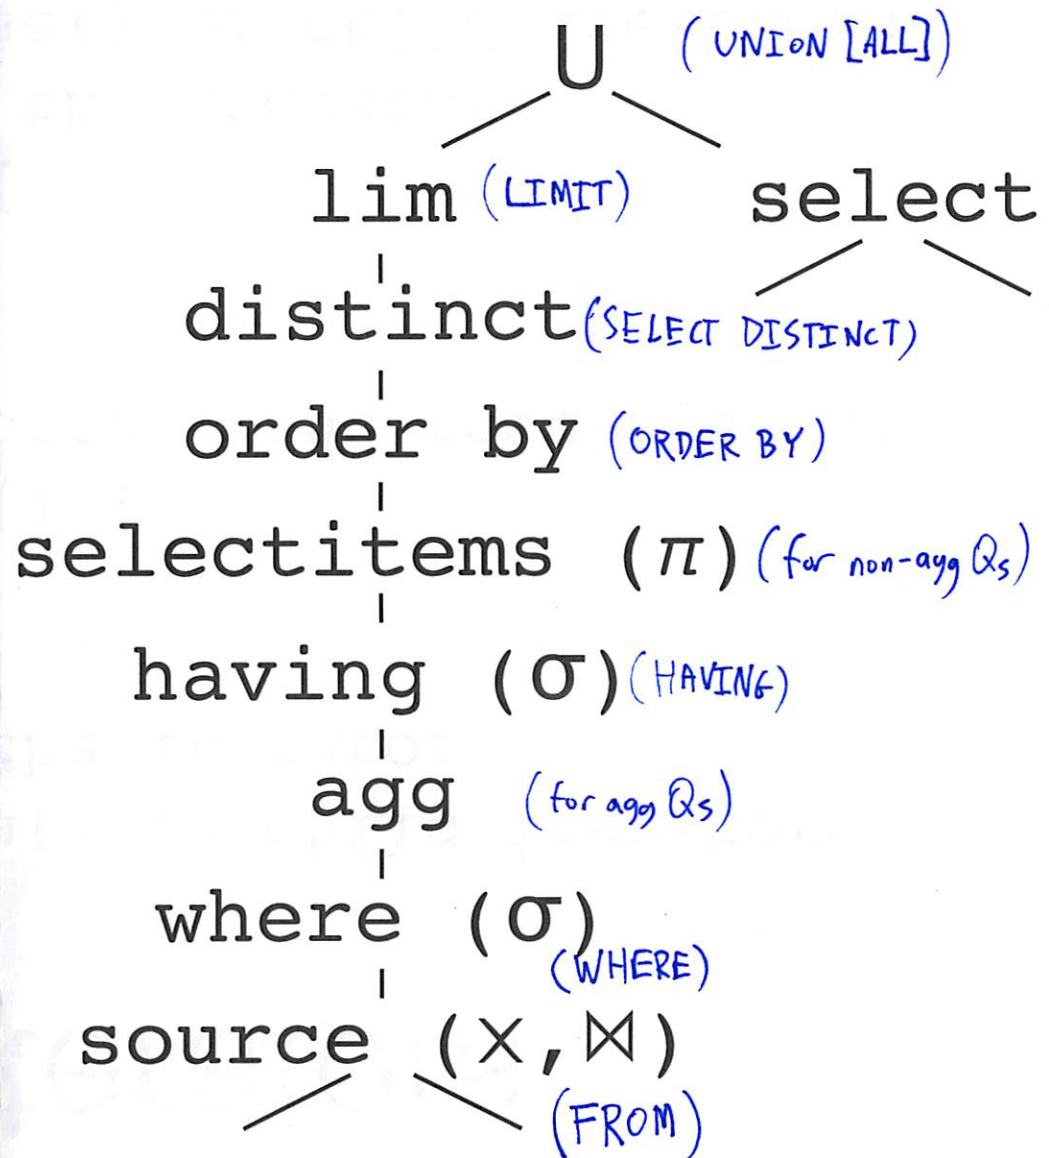 U (UNION [ALL])
lim (LIMIT) select
distinct (SELECT DISTINCT)
order by (ORDER BY)
selectitems (π) (for non-agg Qs)
having (σ) (HAVING)
agg (for agg Qs)
where (σ)
(WHERE)
source (×,⋈)
(FROM)